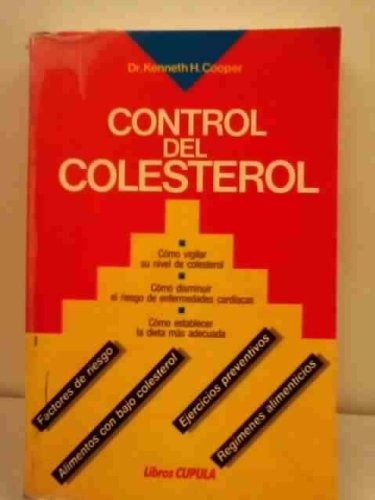 Dr. Kenneth H. Cooper
CONTROL
DEL
COLESTEROL
Cómo vigilar
su nivel de colesterol
Cómo disminuir
el riesgo de enfermedades cardíacas
Cómo establecer
la dieta más adecuada
Factores de riesgo
Alimentos con bajo colesterol
Ejercicios preventivos
Regímenes alimenticios
Libros CUPULA